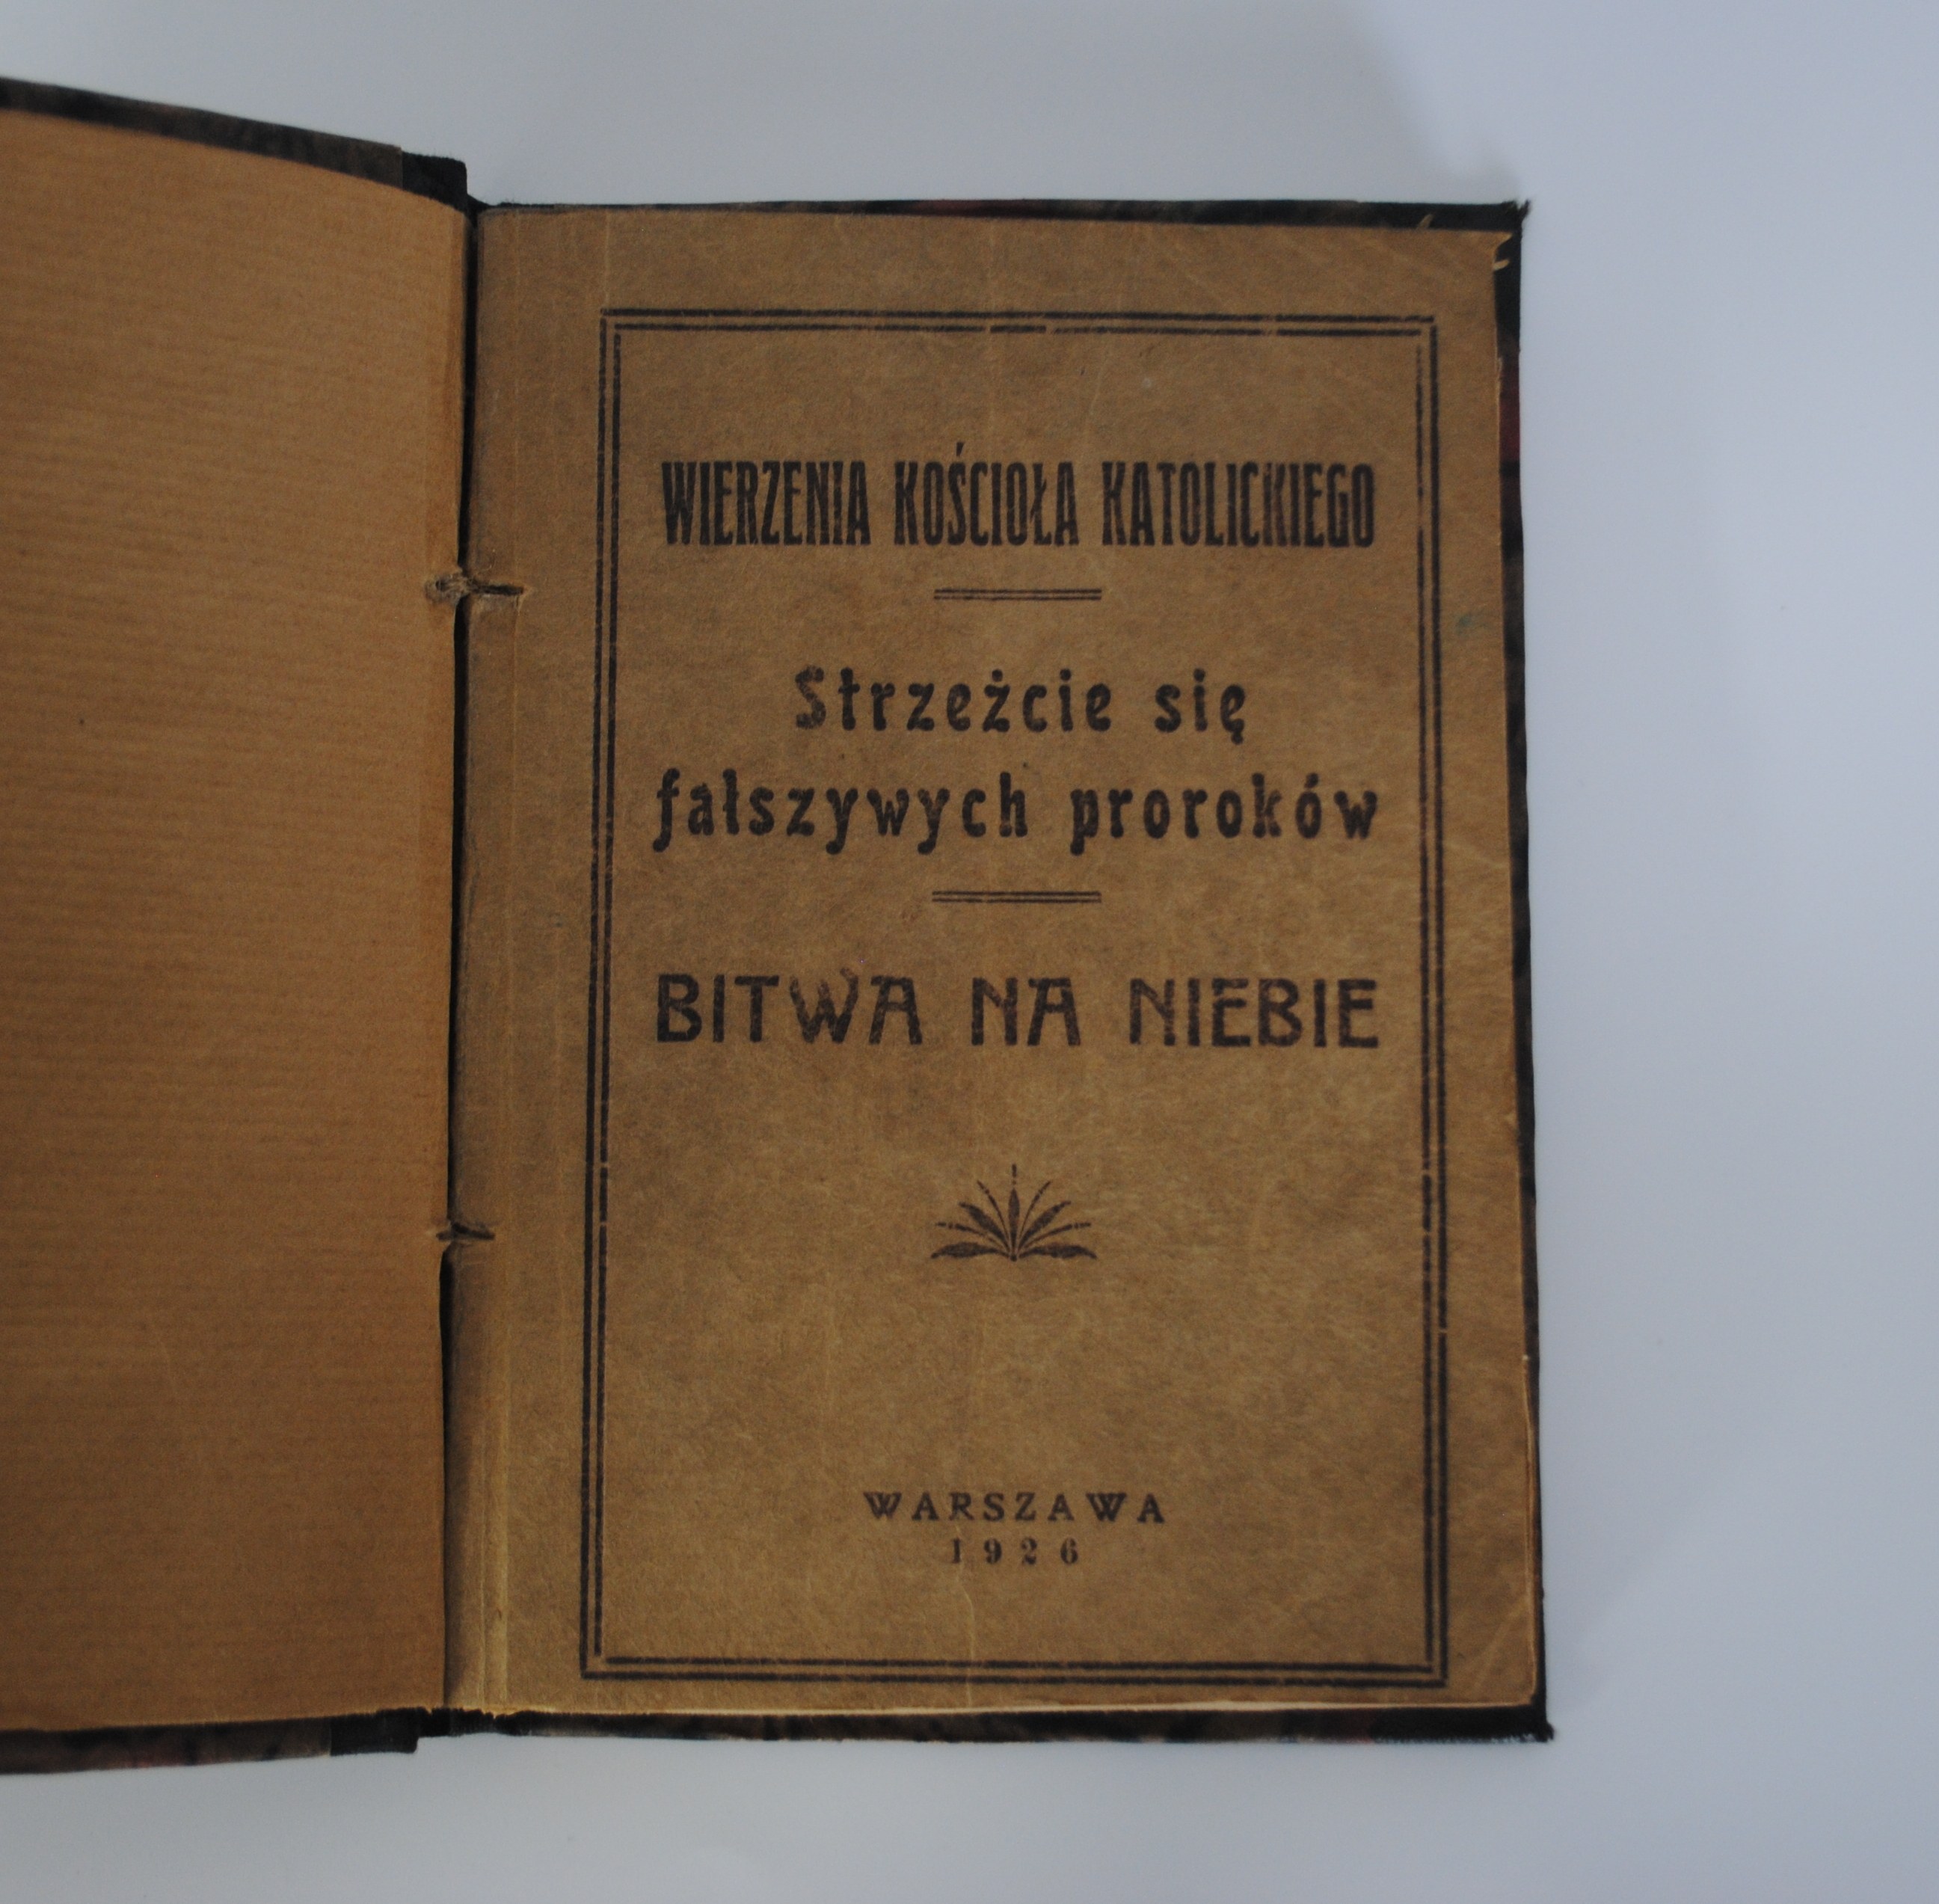 WIERZENIA KOŚCIOŁA KATOLICKIEGO
Strzeżcie się
fałszywych proroków
BITWA NA NIEBIE
WARSZAWA
1926